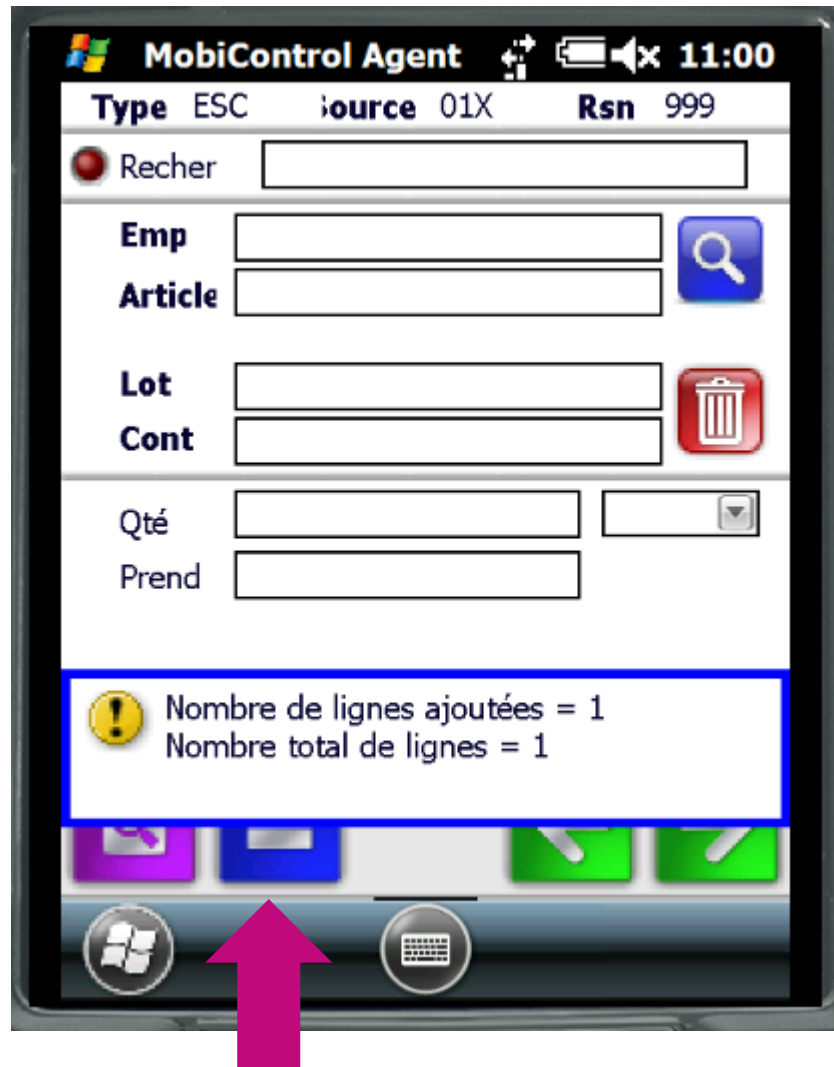 MobiControl Agent 11:00
Type ESC ource 01X Rsn 999
Recher
Emp
Article
Lot
Cont
Qté
Prend
Nombre de lignes ajoutées = 1
Nombre total de lignes = 1